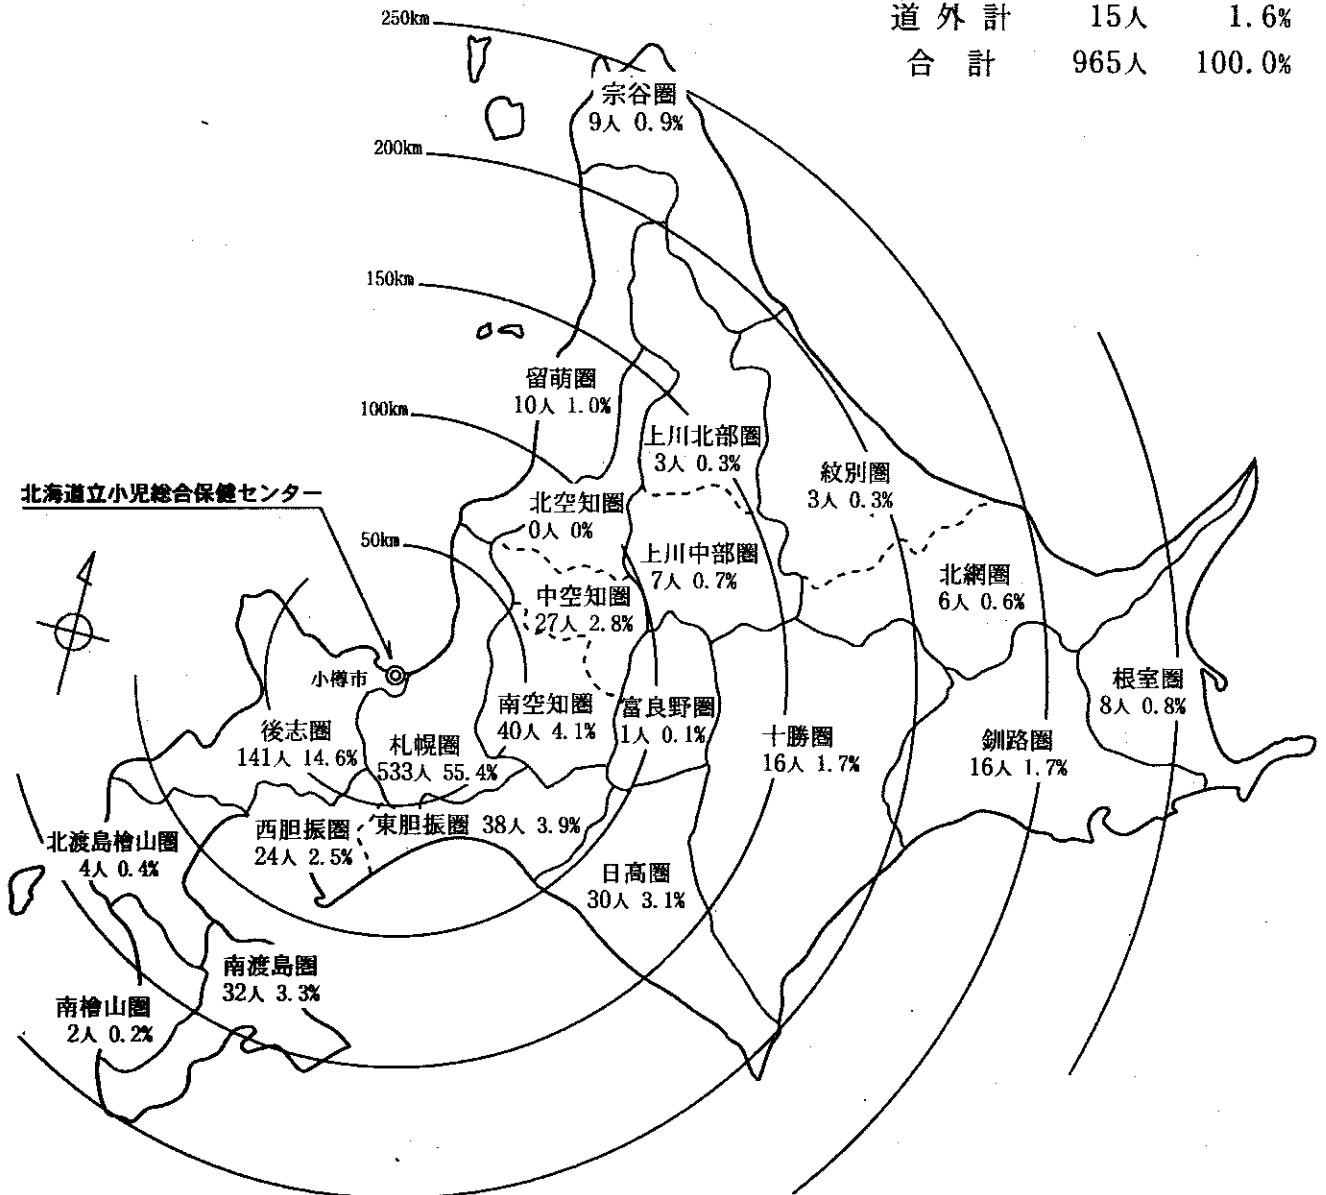 道外計 15人 1.6%
合計 965人 100.0%
250km
宗谷圏
9人 0.9%
200km
150km
留萌圏
10人 1.0%
100km
上川北部圏
3人 0.3%
紋別圏
3人 0.3%
北海道立小児総合保健センター
北空知圏
0人 0%
50km
上川中部圏
7人 0.7%
北網圏
6人 0.6%
中空知圏
27人 2.8%
小樽市
根室圏
8人 0.8%
南空知圏
40人 4.1%
富良野圏
1人 0.1%
後志圏
141人 14.6%
札幌圏
533人 55.4%
十勝圏
16人 1.7%
釧路圏
16人 1.7%
西胆振圏
24人 2.5%
東胆振圏 38人 3.9%
北渡島檜山圏
4人 0.4%
日高圏
30人 3.1%
南渡島圏
32人 3.3%
南檜山圏
2人 0.2%